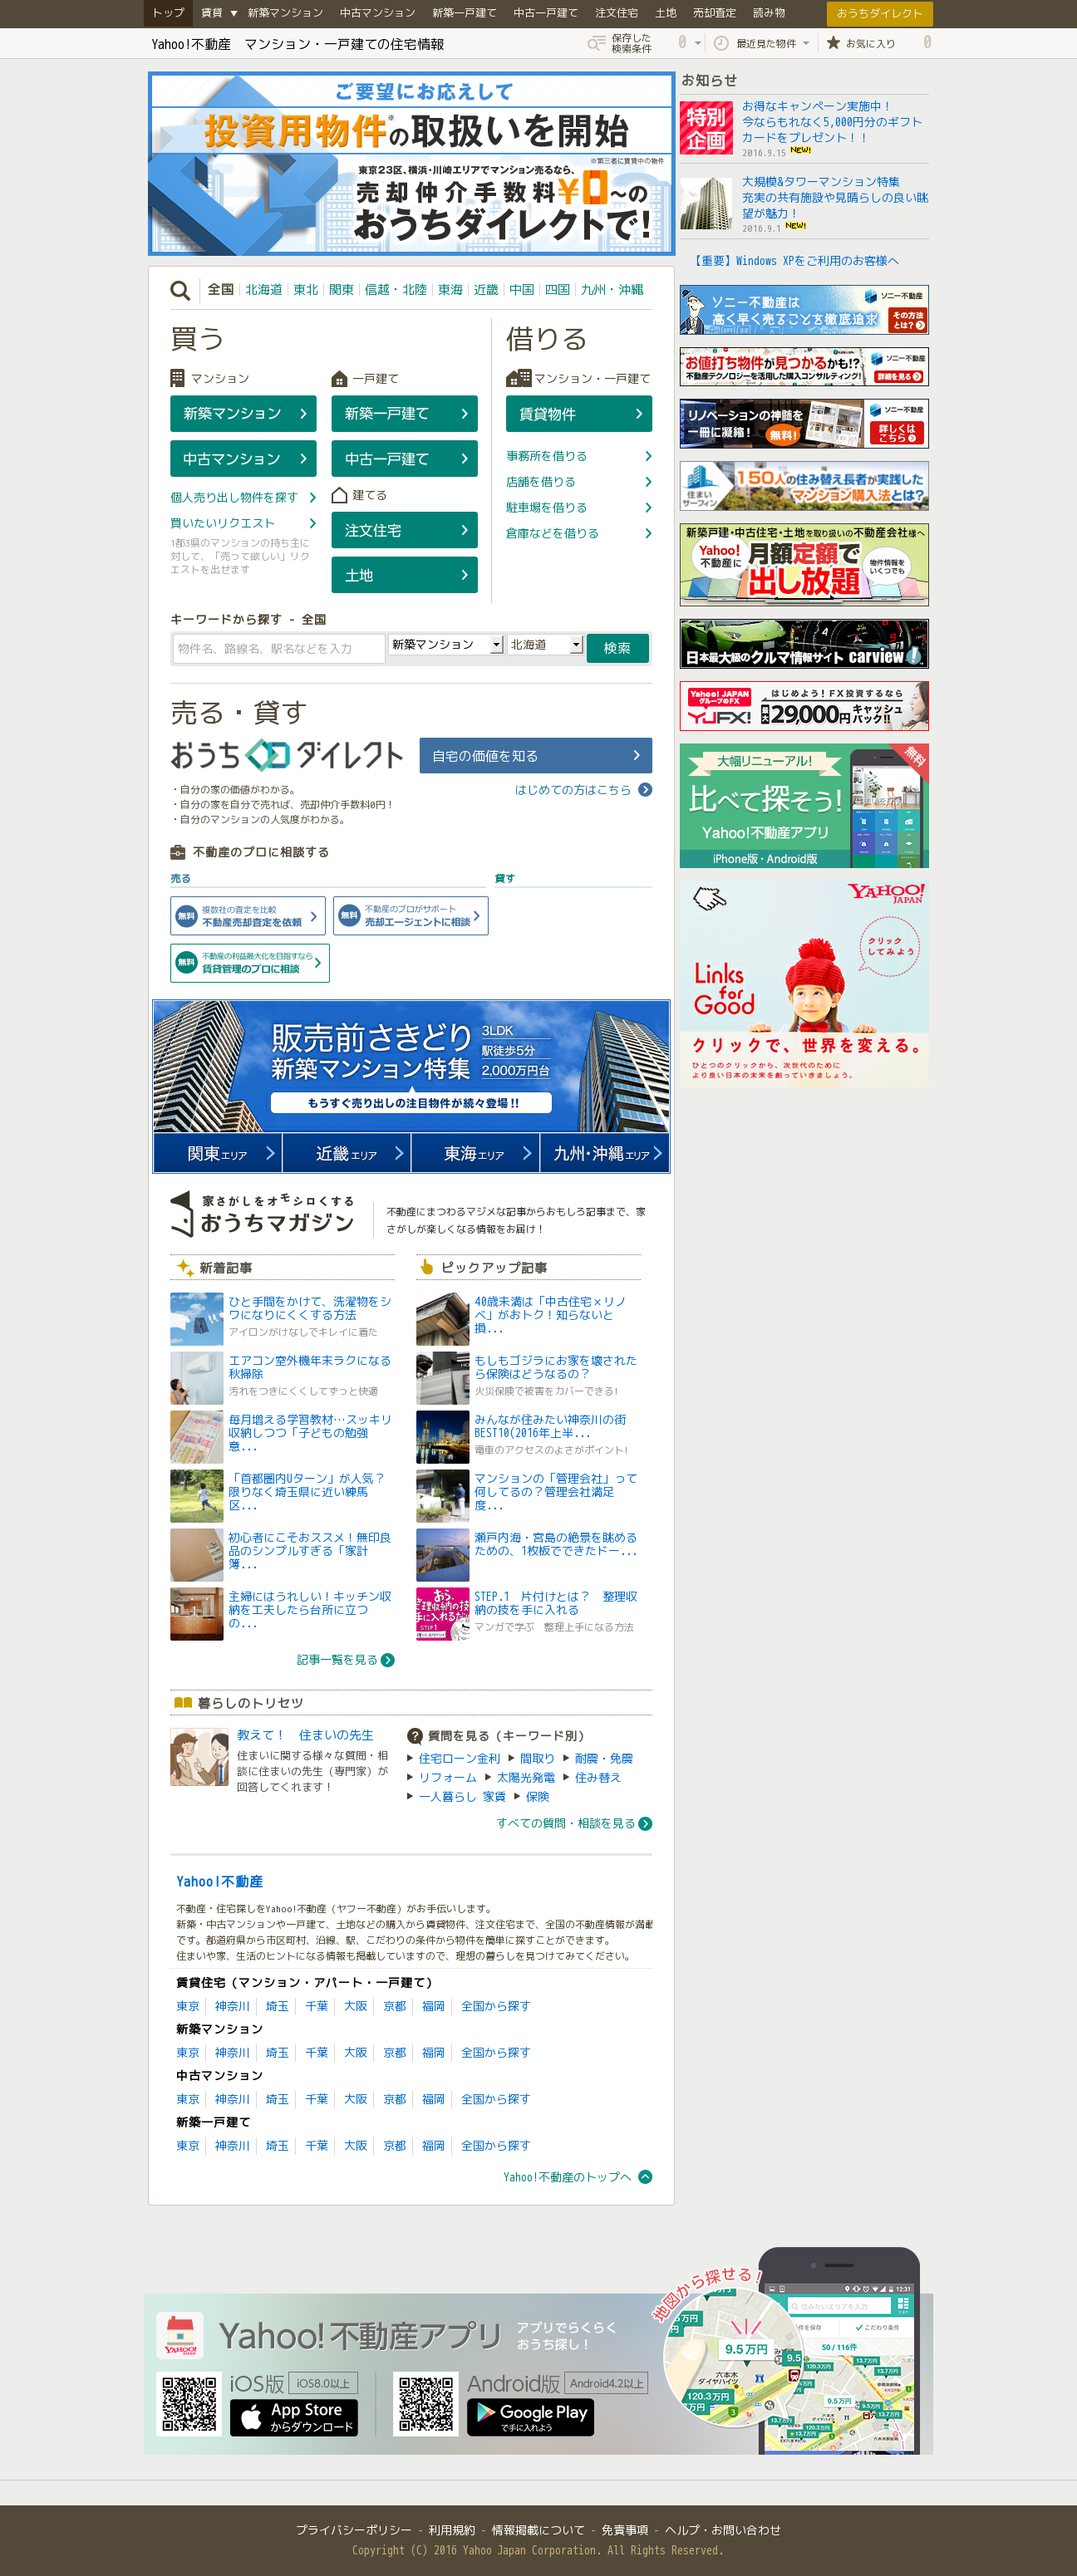 トップ 賃貸 ▼ 新築マンション 中古マンション 新築一戸建て 中古一戸建て 注文住宅 土地 売却査定 読み物 おうちダイレクト
Yahoo!不動産 マンション・一戸建ての住宅情報
保存した検索条件 0 最近見た物件 お気に入り 0
ご要望にお応えして
投資用物件※の取扱いを開始
※第三者に賃貸中の物件
東京23区、横浜・川崎エリアでマンション売るなら、
売却仲介手数料¥0〜の
おうちダイレクトで!
全国 北海道 東北 関東 信越・北陸 東海 近畿 中国 四国 九州・沖縄
買う
マンション
新築マンション
中古マンション
個人売り出し物件を探す
買いたいリクエスト
1都3県のマンションの持ち主に
対して、「売って欲しい」リク
エストを出せます
一戸建て
新築一戸建て
中古一戸建て
建てる
注文住宅
土地
借りる
マンション・一戸建て
賃貸物件
事務所を借りる
店舗を借りる
駐車場を借りる
倉庫などを借りる
キーワードから探す - 全国
物件名、路線名、駅名などを入力 新築マンション 北海道 検索
売る・貸す
おうちダイレクト
自宅の価値を知る
はじめての方はこちら
・自分の家の価値がわかる。
・自分の家を自分で売れば、売却仲介手数料0円！
・自分のマンションの人気度がわかる。
不動産のプロに相談する
売る
貸す
無料 複数社の査定を比較
不動産売却査定を依頼
無料 不動産のプロがサポート
売却エージェントに相談
無料 不動産の利益最大化を目指すなら
賃貸管理のプロに相談
販売前さきどり
新築マンション特集
3LDK
駅徒歩5分
2,000万円台
もうすぐ売り出しの注目物件が続々登場!!
関東エリア 近畿エリア 東海エリア 九州・沖縄エリア
家さがしをオモシロくする
おうちマガジン
不動産にまつわるマジメな記事からおもしろ記事まで、家
さがしが楽しくなる情報をお届け！
新着記事
ひと手間をかけて、洗濯物をシ
ワになりにくくする方法
アイロンがけなしでキレイに着た
エアコン室外機年末ラクになる
秋掃除
汚れをつきにくくしてずっと快適
毎月増える学習教材…スッキリ
収納しつつ「子どもの勉強
意...
「首都圏内Uターン」が人気？
限りなく埼玉県に近い練馬
区...
初心者にこそおススメ！無印良
品のシンプルすぎる「家計
簿...
主婦にはうれしい！キッチン収
納を工夫したら台所に立つ
の...
記事一覧を見る
ピックアップ記事
40歳未満は「中古住宅×リノ
ベ」がおトク！知らないと
損...
もしもゴジラにお家を壊された
ら保険はどうなるの？
火災保険で被害をカバーできる!
みんなが住みたい神奈川の街
BEST10(2016年上半...
電車のアクセスのよさがポイント!
マンションの「管理会社」って
何してるの？管理会社満足
度...
瀬戸内海・宮島の絶景を眺める
ための、1枚板でできたドー...
STEP.1 片付けとは？ 整理収
納の技を手に入れる
マンガで学ぶ 整理上手になる方法
暮らしのトリセツ
教えて！ 住まいの先生
住まいに関する様々な質問・相
談に住まいの先生（専門家）が
回答してくれます！
質問を見る（キーワード別）
住宅ローン金利 間取り 耐震・免震
リフォーム 太陽光発電 住み替え
一人暮らし 家賃 保険
すべての質問・相談を見る
Yahoo!不動産
不動産・住宅探しをYahoo!不動産（ヤフー不動産）がお手伝いします。
新築・中古マンションや一戸建て、土地などの購入から賃貸物件、注文住宅まで、全国の不動産情報が満載
です。都道府県から市区町村、沿線、駅、こだわりの条件から物件を簡単に探すことができます。
住まいや家、生活のヒントになる情報も掲載していますので、理想の暮らしを見つけてみてください。
賃貸住宅（マンション・アパート・一戸建て）
東京 神奈川 埼玉 千葉 大阪 京都 福岡 全国から探す
新築マンション
東京 神奈川 埼玉 千葉 大阪 京都 福岡 全国から探す
中古マンション
東京 神奈川 埼玉 千葉 大阪 京都 福岡 全国から探す
新築一戸建て
東京 神奈川 埼玉 千葉 大阪 京都 福岡 全国から探す
Yahoo!不動産のトップへ
お知らせ
特別企画
お得なキャンペーン実施中！
今ならもれなく5,000円分のギフト
カードをプレゼント！！
2016.9.15 NEW!
大規模&タワーマンション特集
充実の共有施設や見晴らしの良い眺
望が魅力！
2016.9.1 NEW!
【重要】Windows XPをご利用のお客様へ
ソニー不動産は
高く早く売ることを徹底追求
ソニー不動産
その方法とは?
お値打ち物件が見つかるかも!?
不動産テクノロジーを活用した購入コンサルティング!
ソニー不動産
詳細を見る
リノベーションの神髄を
一冊に凝縮! 無料!
ソニー不動産
詳しくはこちら
住まいサーフィン
150人の住み替え長者が実践した
マンション購入法とは?
新築戸建・中古住宅・土地を取り扱いの不動産会社様へ
Yahoo!不動産に
月額定額で
出し放題
物件情報をいくつでも
日本最大級のクルマ情報サイト carview!
Yahoo! JAPANグループのFX
YJFX!
はじめよう！FX投資するなら
最大29,000円キャッシュバック!!
無料
大幅リニューアル!
比べて探そう!
Yahoo!不動産アプリ
iPhone版・Android版
YAHOO! JAPAN
クリックしてみよう
Links for Good
クリックで、世界を変える。
ひとつのクリックから、次世代のために
より良い日本の未来を創っていきましょう。
Yahoo!不動産アプリ
アプリでらくらく
おうち探し！
iOS版 iOS8.0以上
App Store
からダウンロード
Android版 Android4.2以上
Google Play
で手に入れよう
地図から探せる!
9.5万円
120.3万円
12:31
住みたいエリアを入力
こだわり条件
50 / 116件
プライバシーポリシー - 利用規約 - 情報掲載について - 免責事項 - ヘルプ・お問い合わせ
Copyright (C) 2016 Yahoo Japan Corporation. All Rights Reserved.